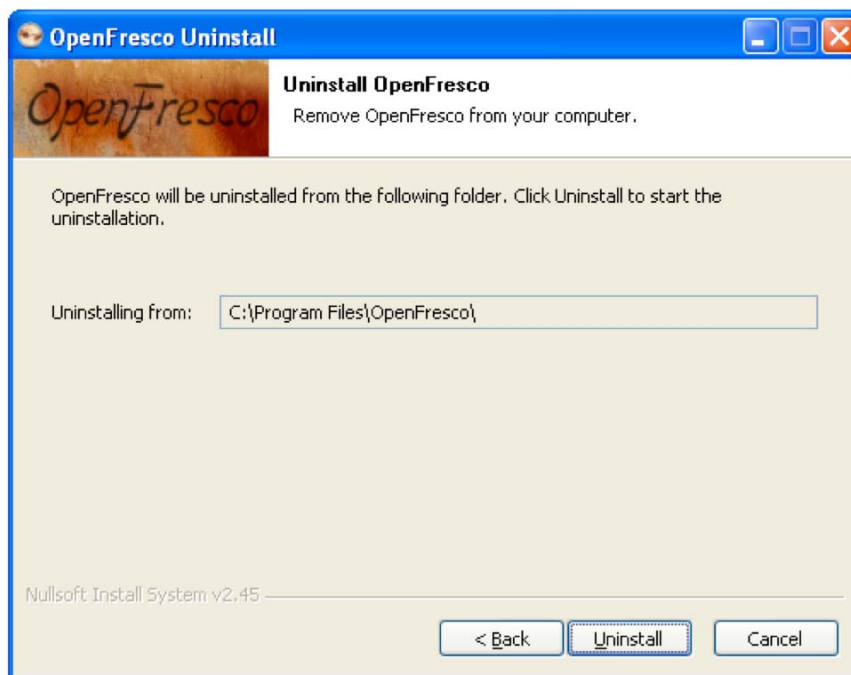 OpenFresco Uninstall
OpenFresco
Uninstall OpenFresco
Remove OpenFresco from your computer.
OpenFresco will be uninstalled from the following folder. Click Uninstall to start the
uninstallation.
Uninstalling from: C:\Program Files\OpenFresco\
Nullsoft Install System v2.45
< Back Uninstall Cancel